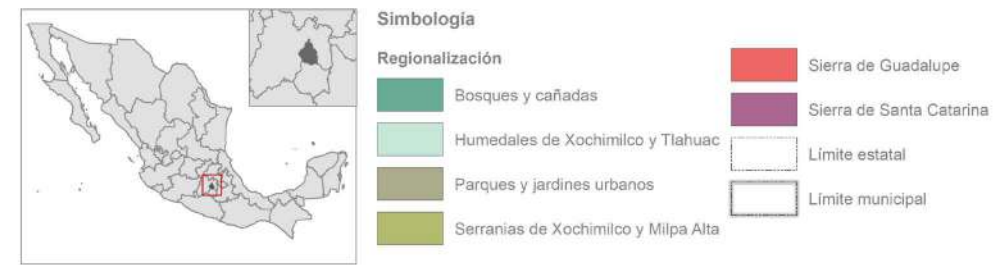 Simbología
Regionalización
Bosques y cañadas
Humedales de Xochimilco y Tlahuac
Parques y jardines urbanos
Serranias de Xochimilco y Milpa Alta
Sierra de Guadalupe
Sierra de Santa Catarina
Límite estatal
Límite municipal